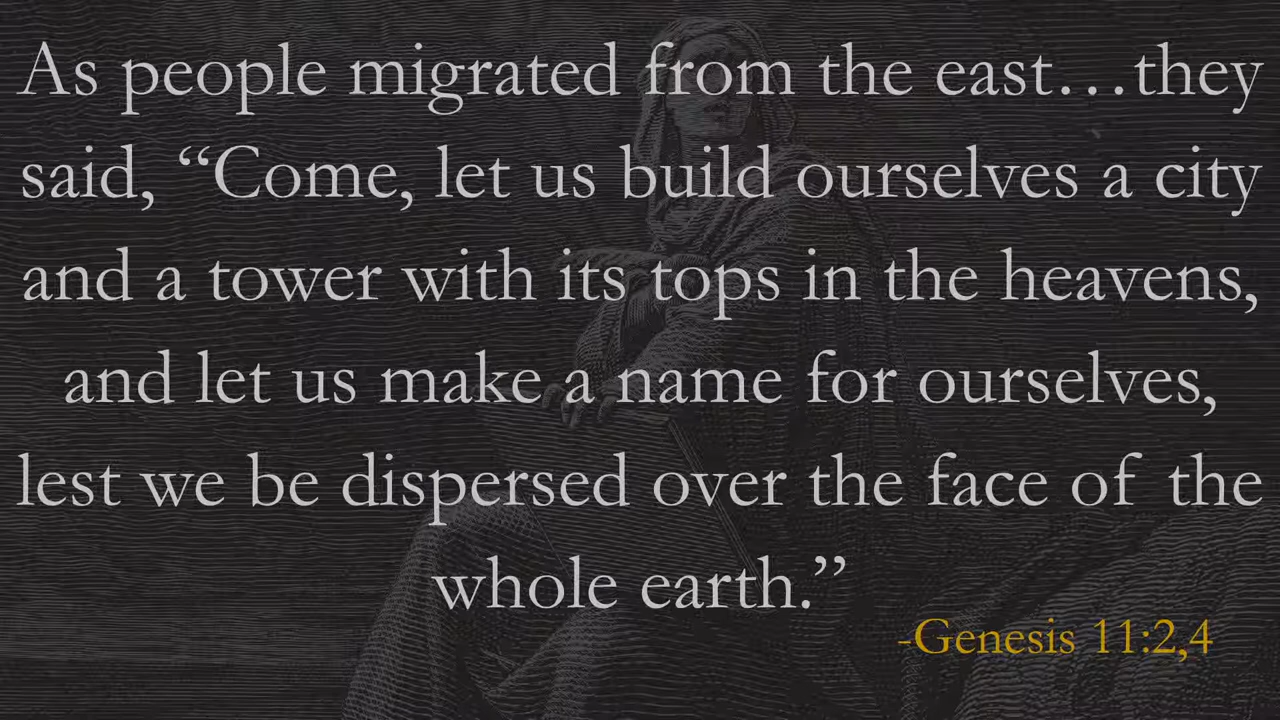 As people migrated from the east…they
said, “Come, let us build ourselves a city
and a tower with its tops in the heavens,
and let us make a name for ourselves,
lest we be dispersed over the face of the
whole earth.”
-Genesis 11:2,4